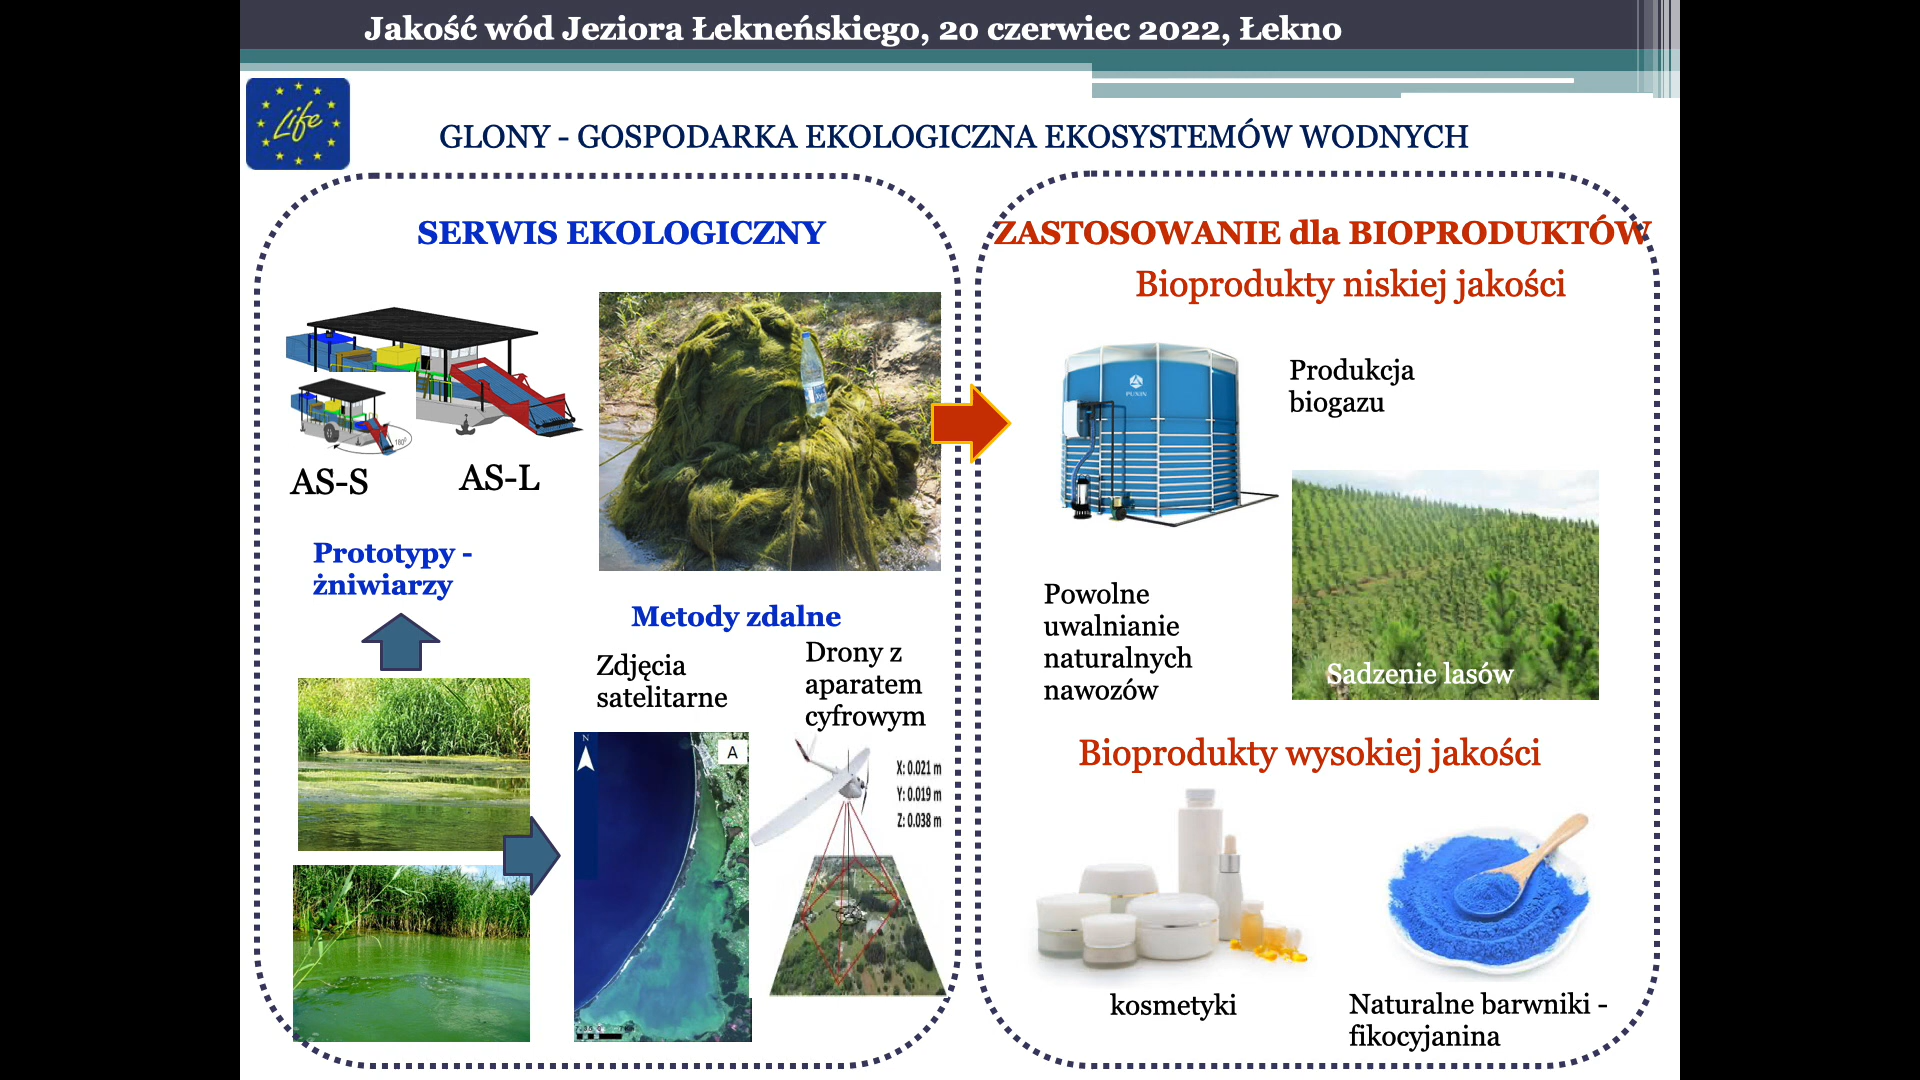 Jakość wód Jeziora Łekneńskiego, 20 czerwiec 2022, Łekno
Life
GLONY - GOSPODARKA EKOLOGICZNA EKOSYSTEMÓW WODNYCH
SERWIS EKOLOGICZNY
180°
AS-S
AS-L
Prototypy -
żniwiarzy
Metody zdalne
Zdjęcia
satelitarne
Drony z
aparatem
cyfrowym
N
A
X: 0.021 m
Y: 0.019 m
Z: 0.038 m
ZASTOSOWANIE dla BIOPRODUKTÓW
Bioprodukty niskiej jakości
PUXIN
Produkcja
biogazu
Powolne
uwalnianie
naturalnych
nawozów
Sadzenie lasów
Bioprodukty wysokiej jakości
kosmetyki
Naturalne barwniki -
fikocyjanina